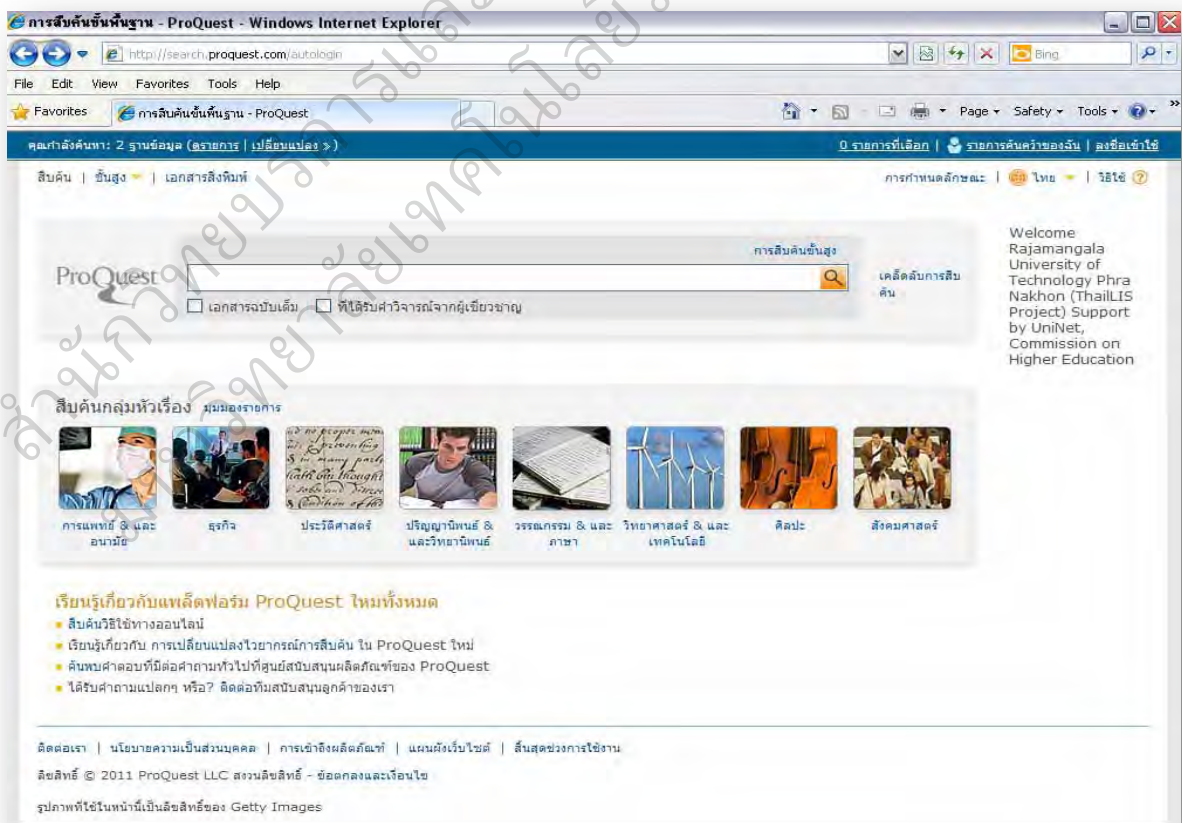 การสืบค้นขั้นพื้นฐาน - ProQuest - Windows Internet Explorer
http://search.proquest.com/autologin
Bing
File Edit View Favorites Tools Help
Favorites การสืบค้นขั้นพื้นฐาน - ProQuest Page Safety Tools
คุณกำลังค้นหา: 2 ฐานข้อมูล (ดูรายการ | เปลี่ยนแปลง »)
0 รายการที่เลือก | รายการค้นคว้าของฉัน | ลงชื่อเข้าใช้
สืบค้น | ขั้นสูง | เอกสารสิ่งพิมพ์
การกำหนดลักษณะ | ไทย | วิธีใช้ ?
Welcome
Rajamangala
University of
Technology Phra
Nakhon (ThailLIS
Project) Support
by UniNet,
Commission on
Higher Education
การสืบค้นขั้นสูง
ProQuest
เคล็ดลับการสืบ
ค้น
เอกสารฉบับเต็ม ที่ได้รับคำวิจารณ์จากผู้เชี่ยวชาญ
สืบค้นกลุ่มหัวเรื่อง มุมมองรายการ
การแพทย์ & และ
อนามัย
ธุรกิจ
ประวัติศาสตร์
ปริญญานิพนธ์ &
และวิทยานิพนธ์
วรรณกรรม & และ
ภาษา
วิทยาศาสตร์ & และ
เทคโนโลยี
ศิลปะ
สังคมศาสตร์
เรียนรู้เกี่ยวกับแพล็ตฟอร์ม ProQuest ใหม่ทั้งหมด
สืบค้นวิธีใช้ทางออนไลน์
เรียนรู้เกี่ยวกับ การเปลี่ยนแปลงไวยากรณ์การสืบค้น ใน ProQuest ใหม่
ค้นพบคำตอบที่มีต่อคำถามทั่วไปที่ศูนย์สนับสนุนผลิตภัณฑ์ของ ProQuest
ได้รับคำถามแปลกๆ หรือ? ติดต่อทีมสนับสนุนลูกค้าของเรา
ติดต่อเรา | นโยบายความเป็นส่วนบุคคล | การเข้าถึงผลิตภัณฑ์ | แผนผังเว็บไซต์ | สิ้นสุดช่วงการใช้งาน
ลิขสิทธิ์ © 2011 ProQuest LLC สงวนลิขสิทธิ์ - ข้อตกลงและเงื่อนไข
รูปภาพที่ใช้ในหน้านี้เป็นลิขสิทธิ์ของ Getty Images